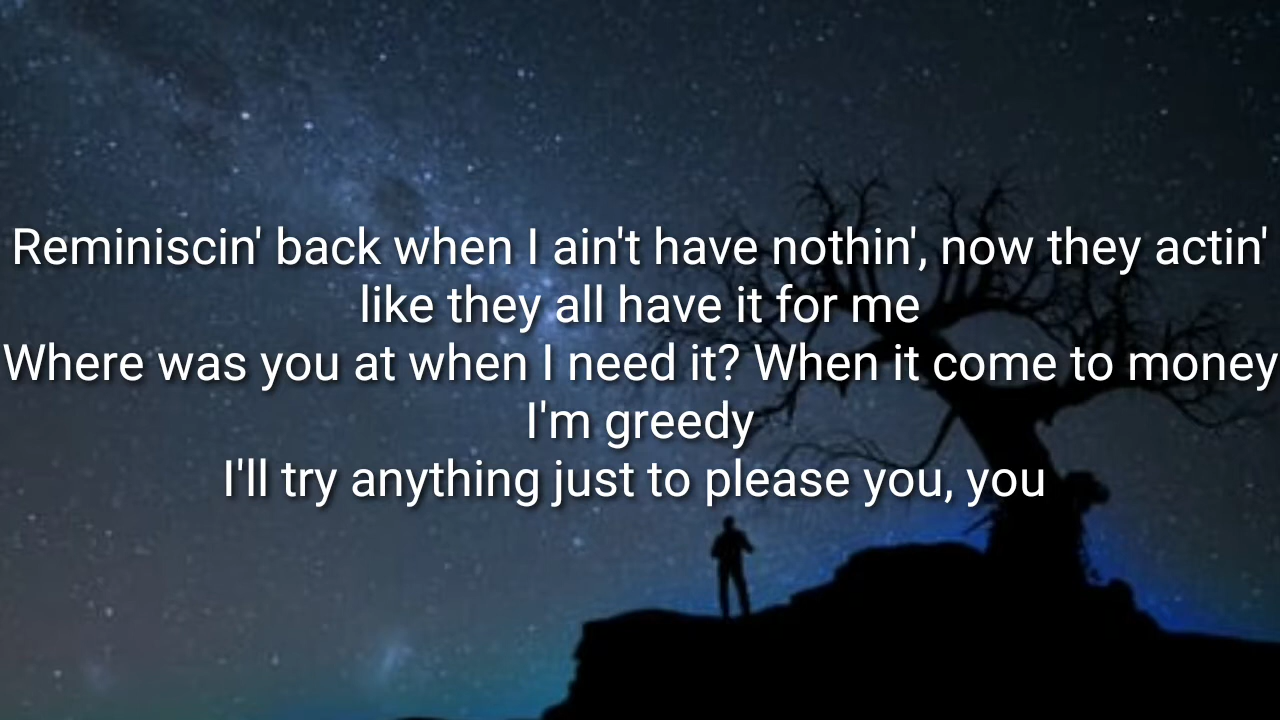 Reminiscin' back when I ain't have nothin', now they actin'
like they all have it for me
Where was you at when I need it? When it come to money
I'm greedy
I'll try anything just to please you, you